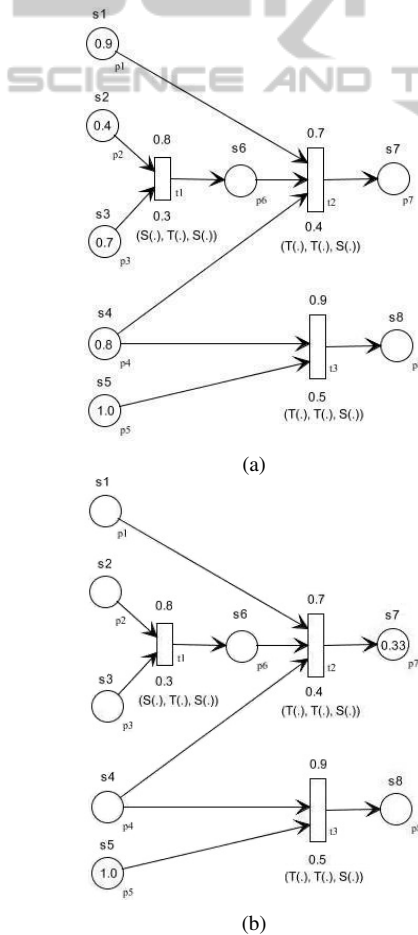 SCIENCE AND T
s1
0.9
p1
s2
0.4
p2
0.8
t1
0.3
(S(.), T(.), S(.))
s3
0.7
p3
s6
p6
0.7
t2
0.4
(T(.), T(.), S(.))
s7
p7
s4
0.8
p4
s5
1.0
p5
0.9
t3
0.5
(T(.), T(.), S(.))
s8
(a)
s1
p1
s2
p2
0.8
t1
0.3
(S(.), T(.), S(.))
s3
p3
s6
p6
0.7
t2
0.4
(T(.), T(.), S(.))
s7
0.33
p7
s4
p4
s5
1.0
p5
0.9
t3
0.5
(T(.), T(.), S(.))
s8
(b)